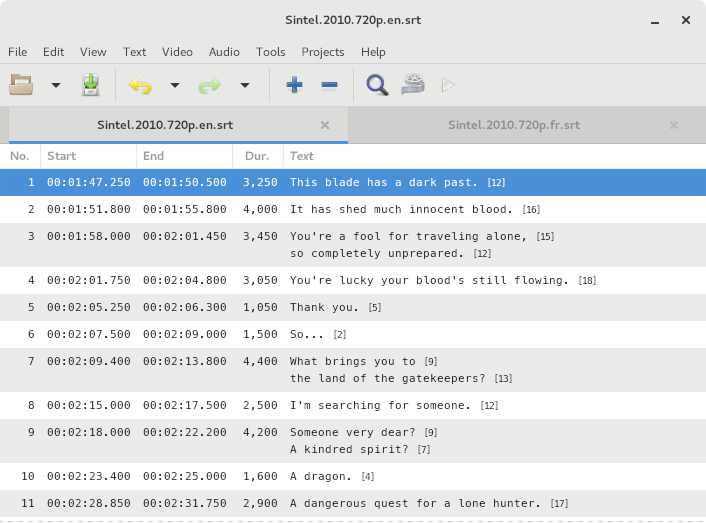 Sintel.2010.720p.en.srt
File Edit View Text Video Audio Tools Projects Help
Sintel.2010.720p.en.srt Sintel.2010.720p.fr.srt
No. Start End Dur. Text
1 00:01:47.250 00:01:50.500 3,250 This blade has a dark past. [12]
2 00:01:51.800 00:01:55.800 4,000 It has shed much innocent blood. [16]
3 00:01:58.000 00:02:01.450 3,450 You're a fool for traveling alone, [15]
so completely unprepared. [12]
4 00:02:01.750 00:02:04.800 3,050 You're lucky your blood's still flowing. [18]
5 00:02:05.250 00:02:06.300 1,050 Thank you. [5]
6 00:02:07.500 00:02:09.000 1,500 So... [2]
7 00:02:09.400 00:02:13.800 4,400 What brings you to [9]
the land of the gatekeepers? [13]
8 00:02:15.000 00:02:17.500 2,500 I'm searching for someone. [12]
9 00:02:18.000 00:02:22.200 4,200 Someone very dear? [9]
A kindred spirit? [7]
10 00:02:23.400 00:02:25.000 1,600 A dragon. [4]
11 00:02:28.850 00:02:31.750 2,900 A dangerous quest for a lone hunter. [17]